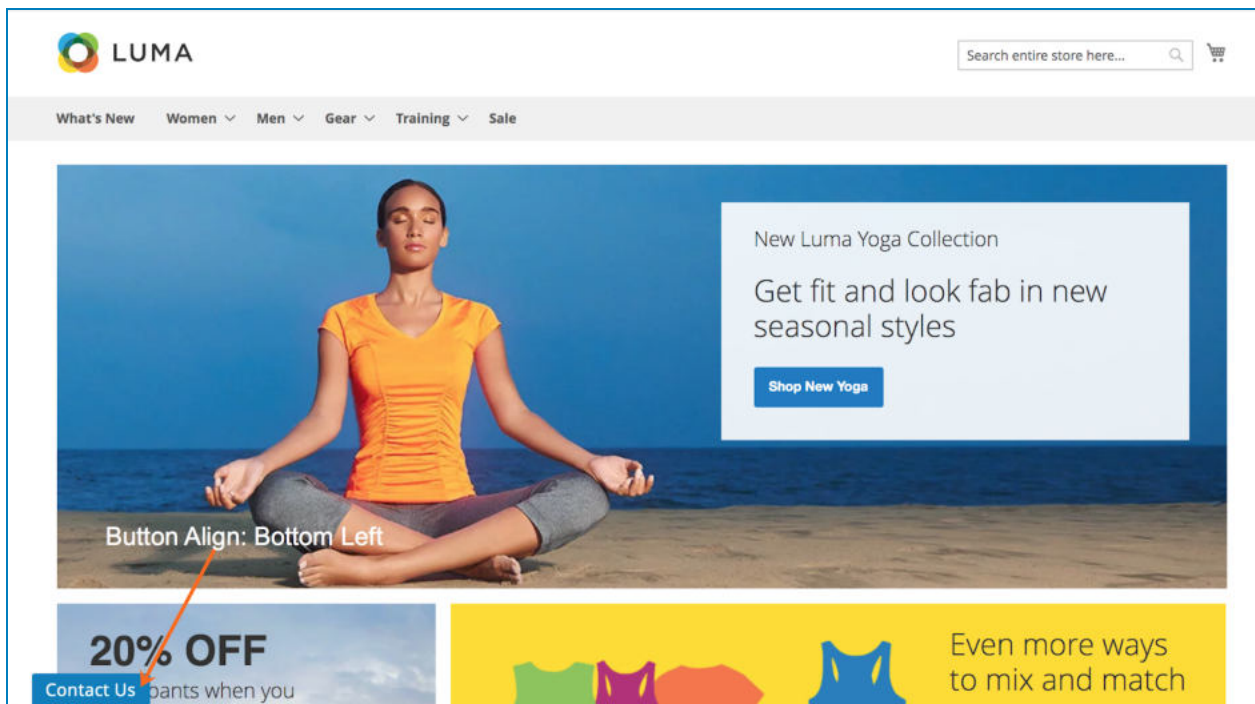 LUMA
Search entire store here...
What's New Women Men Gear Training Sale
New Luma Yoga Collection
Get fit and look fab in new
seasonal styles
Shop New Yoga
Button Align: Bottom Left
20% OFF
Contact Us
pants when you
Even more ways
to mix and match